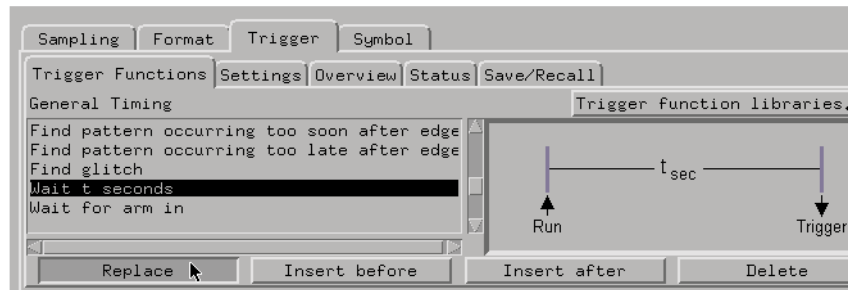 Sampling Format Trigger Symbol
Trigger Functions Settings Overview Status Save/Recall
General Timing Trigger function libraries.
Find pattern occurring too soon after edge
Find pattern occurring too late after edge
Find glitch
Wait t seconds
Wait for arm in
t sec
Run Trigger
Replace Insert before Insert after Delete